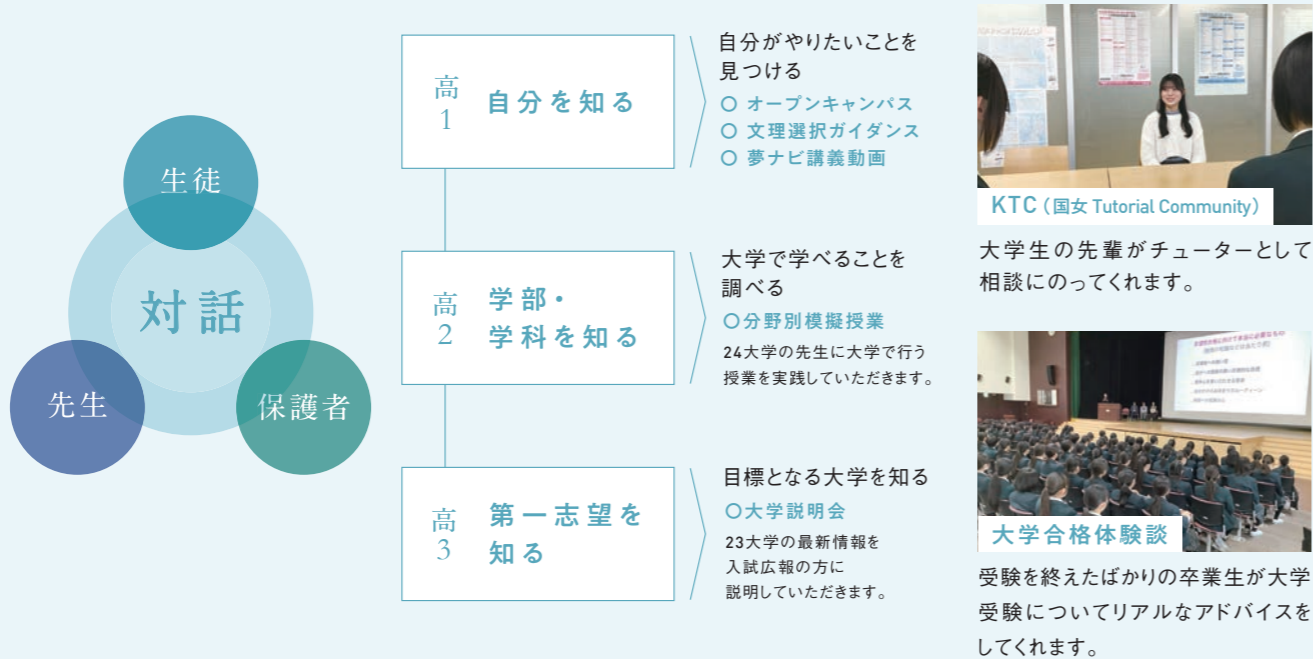 生徒
対話
先生
保護者
高1
自分を知る
自分がやりたいことを
見つける
○ オープンキャンパス
○ 文理選択ガイダンス
○ 夢ナビ講義動画
高2
学部・
学科を知る
大学で学べることを
調べる
○分野別模擬授業
24大学の先生に大学で行う
授業を実践していただきます。
高3
第一志望を
知る
目標となる大学を知る
○大学説明会
23大学の最新情報を
入試広報の方に
説明していただきます。
KTC（国女 Tutorial Community）
大学生の先輩がチューターとして
相談にのってくれます。
大学合格体験談
受験を終えたばかりの卒業生が大学
受験についてリアルなアドバイスを
してくれます。